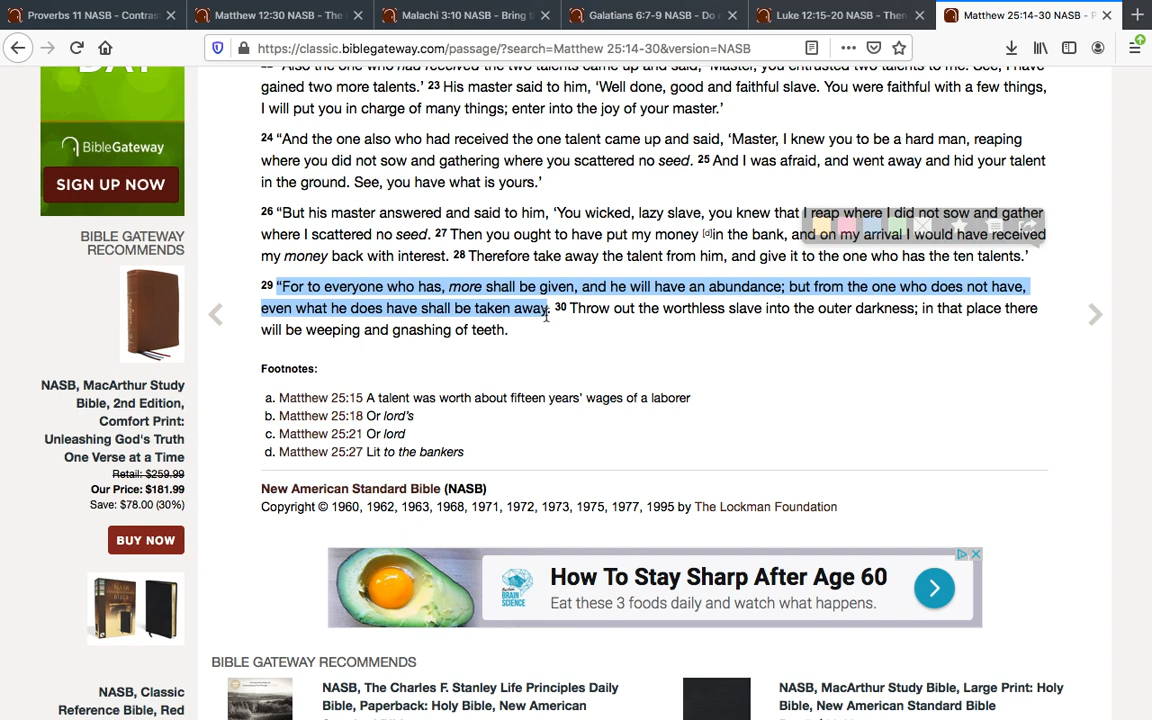 Proverbs 11 NASB - Contras
Matthew 12:30 NASB - The
Malachi 3:10 NASB - Bring t
Galatians 6:7-9 NASB - Do
Luke 12:15-20 NASB - Then
Matthew 25:14-30 NASB - P
https://classic.biblegateway.com/passage/?search=Matthew 25:14-30&version=NASB
DAY
BibleGateway
SIGN UP NOW
BIBLE GATEWAY
RECOMMENDS
NASB, MacArthur Study
Bible, 2nd Edition,
Comfort Print:
Unleashing God's Truth
One Verse at a Time
Retail: $259.99
Our Price: $181.99
Save: $78.00 (30%)
BUY NOW
NASB, Classic
Reference Bible, Red
22 “Also the one who had received the two talents came up and said, ‘Master, you entrusted two talents to me. See, I have
gained two more talents.’ 23 His master said to him, ‘Well done, good and faithful slave. You were faithful with a few things,
I will put you in charge of many things; enter into the joy of your master.’
24 “And the one also who had received the one talent came up and said, ‘Master, I knew you to be a hard man, reaping
where you did not sow and gathering where you scattered no seed. 25 And I was afraid, and went away and hid your talent
in the ground. See, you have what is yours.’
26 “But his master answered and said to him, ‘You wicked, lazy slave, you knew that I reap where I did not sow and gather
where I scattered no seed. 27 Then you ought to have put my money [d]in the bank, and on my arrival I would have received
my money back with interest. 28 Therefore take away the talent from him, and give it to the one who has the ten talents.’
29 “For to everyone who has, more shall be given, and he will have an abundance; but from the one who does not have,
even what he does have shall be taken away. 30 Throw out the worthless slave into the outer darkness; in that place there
will be weeping and gnashing of teeth.
Footnotes:
a. Matthew 25:15 A talent was worth about fifteen years’ wages of a laborer
b. Matthew 25:18 Or lord’s
c. Matthew 25:21 Or lord
d. Matthew 25:27 Lit to the bankers
New American Standard Bible (NASB)
Copyright © 1960, 1962, 1963, 1968, 1971, 1972, 1973, 1975, 1977, 1995 by The Lockman Foundation
BRAIN
SCIENCE
How To Stay Sharp After Age 60
Eat these 3 foods daily and watch what happens.
BIBLE GATEWAY RECOMMENDS
NASB, The Charles F. Stanley Life Principles Daily
Bible, Paperback: Holy Bible, New American
NASB, MacArthur Study Bible, Large Print: Holy
Bible, New American Standard Bible